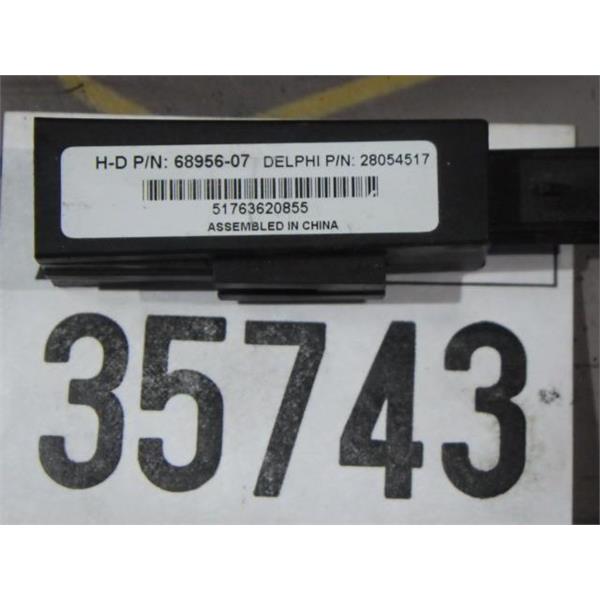 H-D P/N: 68956-07 DELPHI P/N: 28054517
51763620855
ASSEMBLED IN CHINA
35743